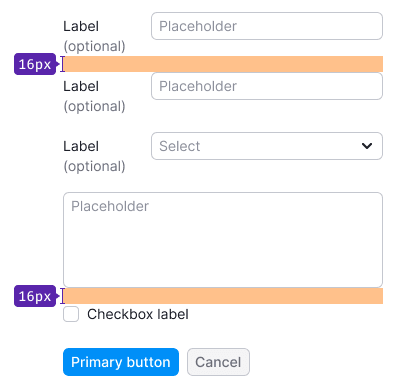 Label Placeholder
(optional)
16px
Label Placeholder
(optional)
Label Select
(optional)
Placeholder
16px
Checkbox label
Primary button Cancel